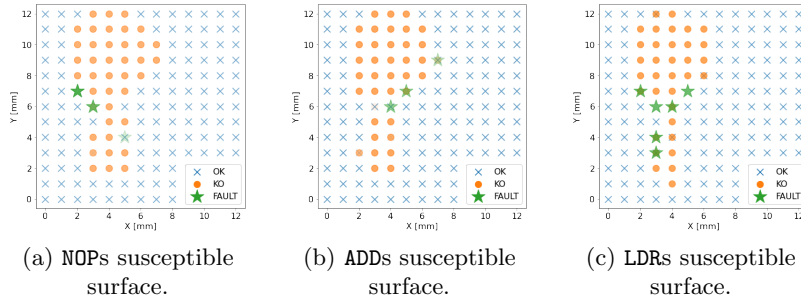 12
10
8
6
4
2
0
Y [mm]
0 2 4 6 8 10 12
X [mm]
OK
KO
FAULT
12
10
8
6
4
2
0
Y [mm]
0 2 4 6 8 10 12
X [mm]
OK
KO
FAULT
12
10
8
6
4
2
0
Y [mm]
0 2 4 6 8 10 12
X [mm]
OK
KO
FAULT
(a) NOPs susceptible
surface.
(b) ADDs susceptible
surface.
(c) LDRs susceptible
surface.